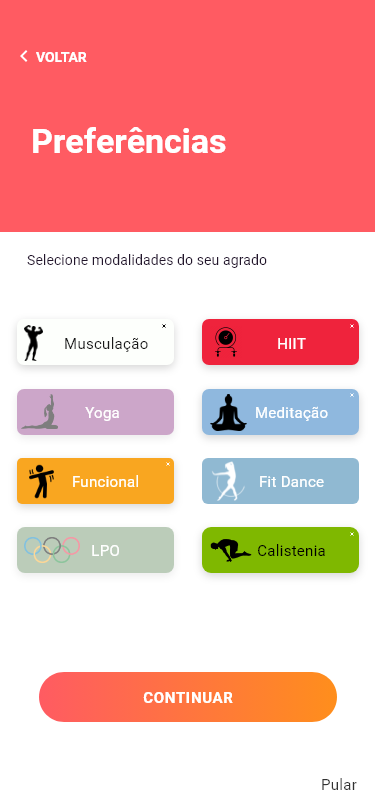 VOLTAR
Preferências
Selecione modalidades do seu agrado
Musculação
HIIT
Yoga
Meditação
Funcional
Fit Dance
LPO
Calistenia
CONTINUAR
Pular